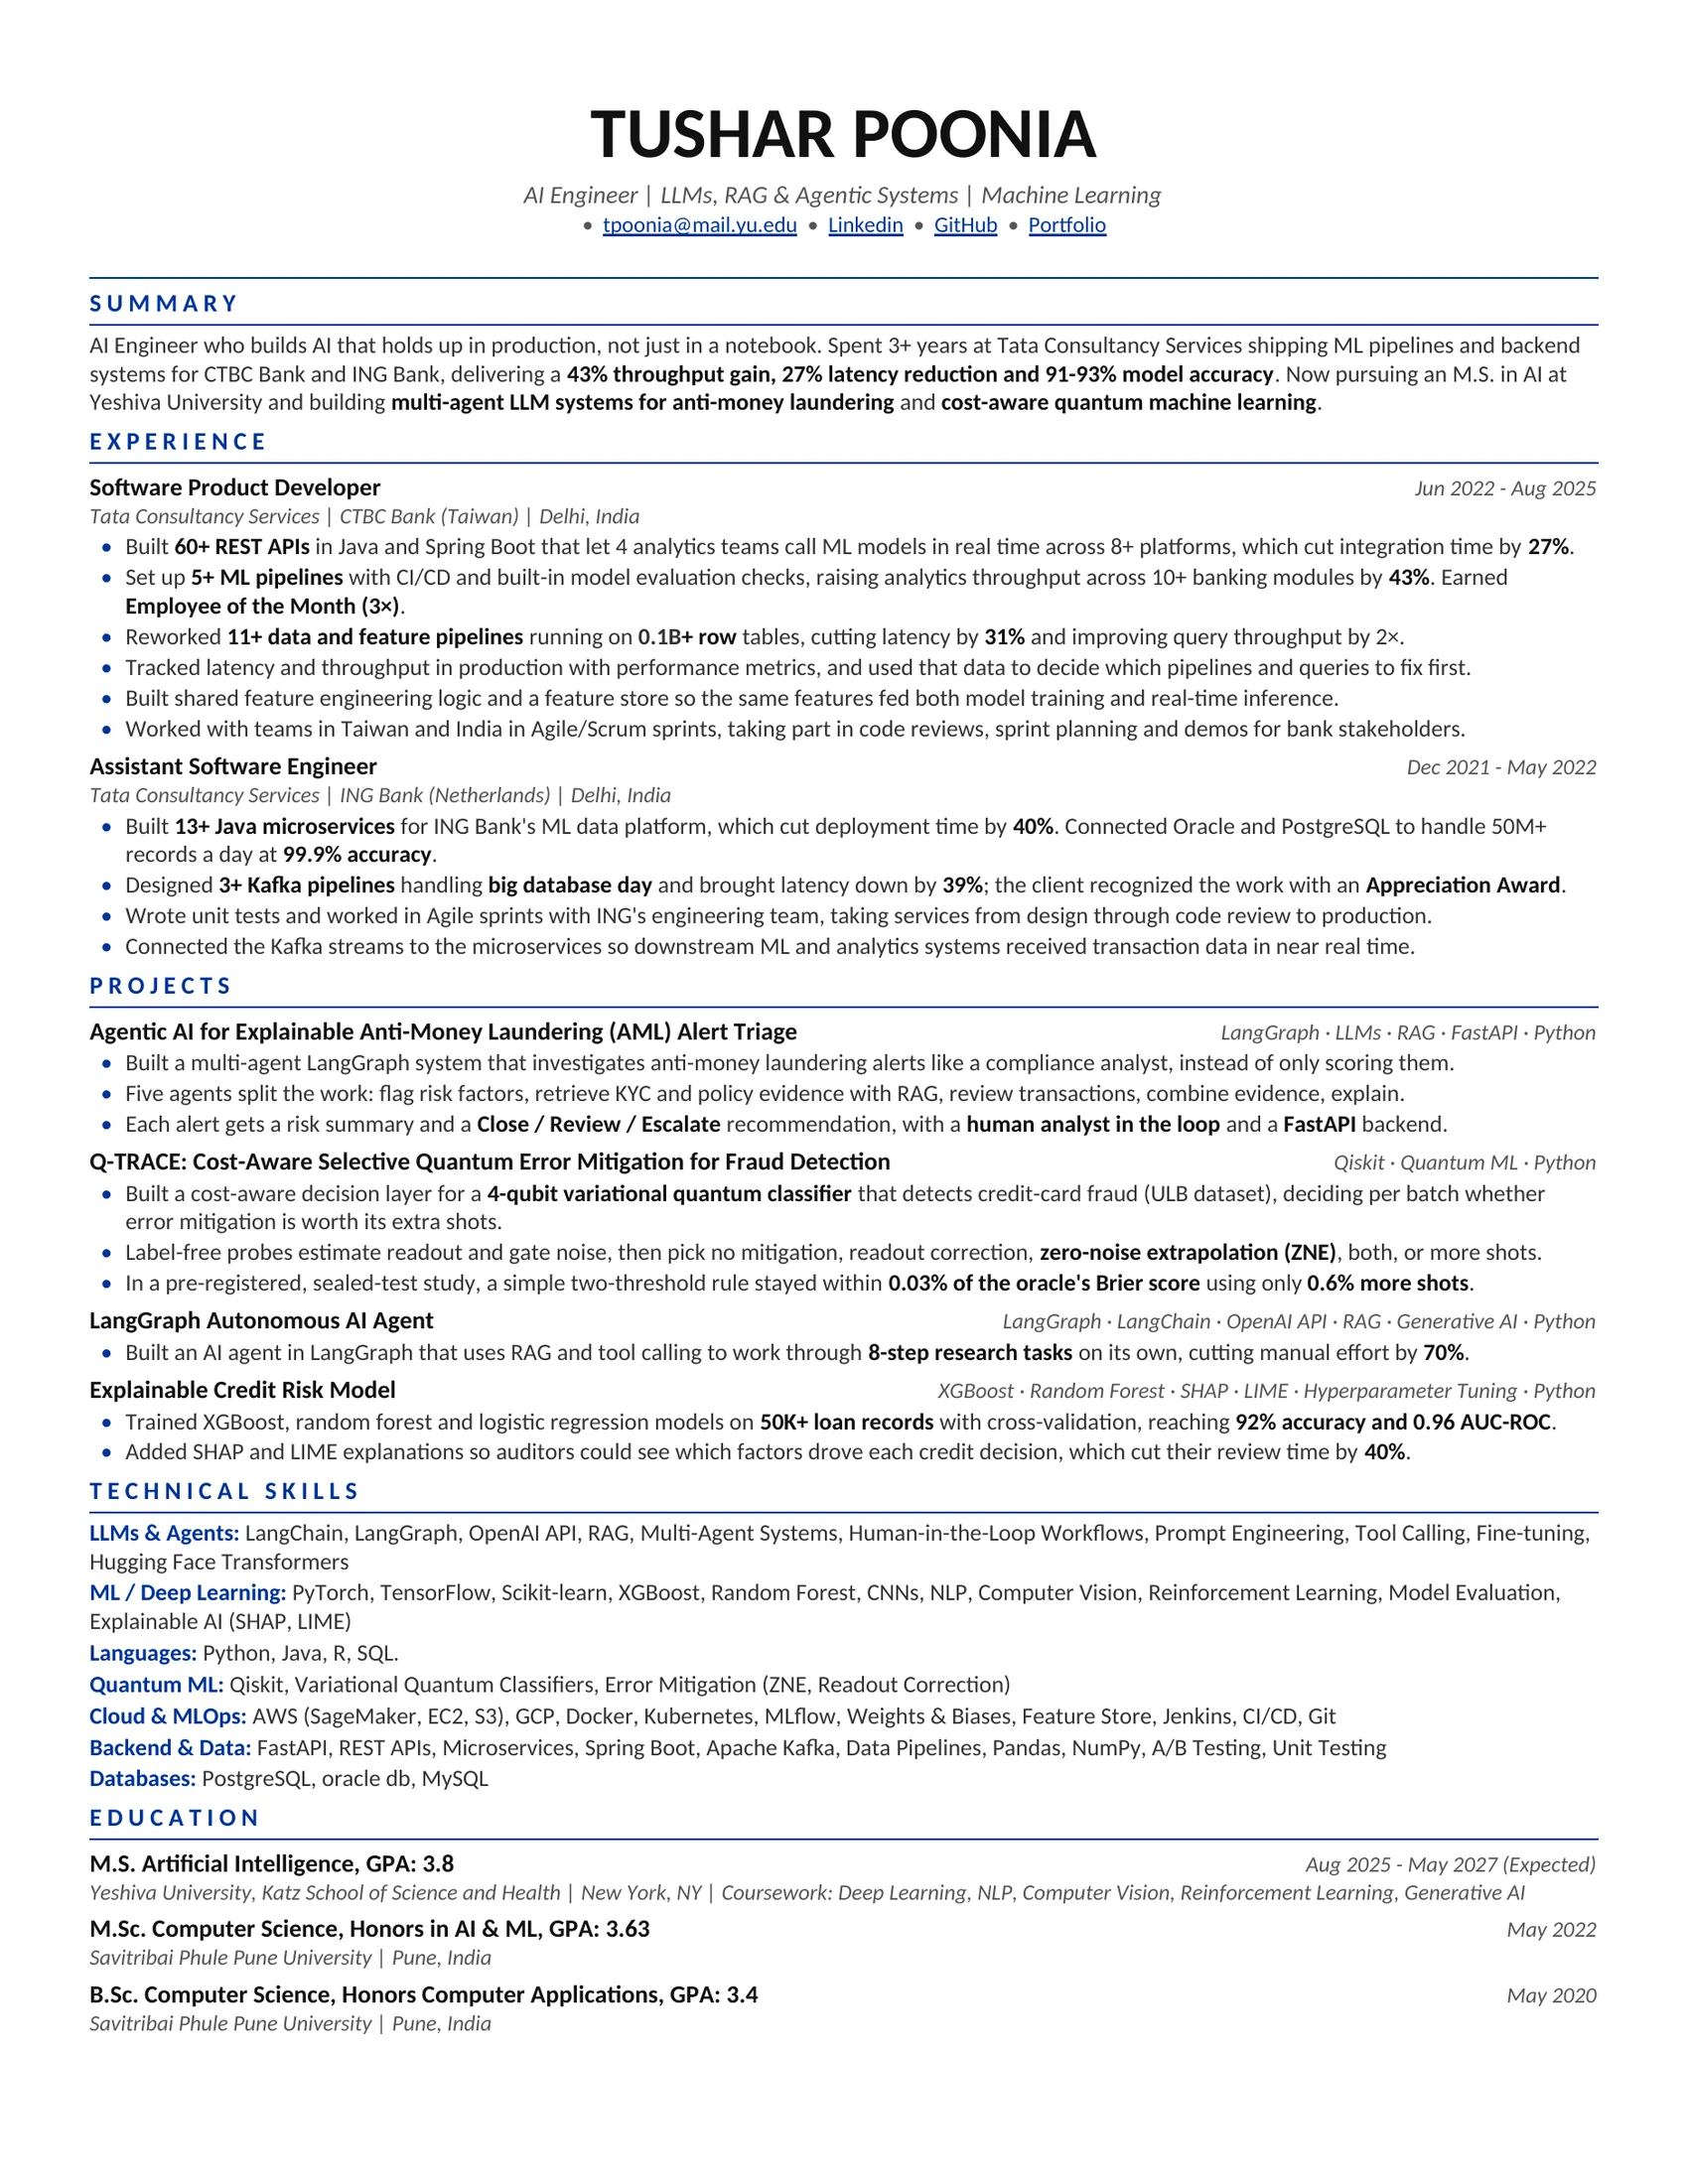 TUSHAR POONIA
AI Engineer | LLMs, RAG & Agentic Systems | Machine Learning
• tpoonia@mail.yu.edu • Linkedin • GitHub • Portfolio
SUMMARY
AI Engineer who builds AI that holds up in production, not just in a notebook. Spent 3+ years at Tata Consultancy Services shipping ML pipelines and backend
systems for CTBC Bank and ING Bank, delivering a 43% throughput gain, 27% latency reduction and 91-93% model accuracy. Now pursuing an M.S. in AI at
Yeshiva University and building multi-agent LLM systems for anti-money laundering and cost-aware quantum machine learning.
EXPERIENCE
Software Product Developer Jun 2022 - Aug 2025
Tata Consultancy Services | CTBC Bank (Taiwan) | Delhi, India
• Built 60+ REST APIs in Java and Spring Boot that let 4 analytics teams call ML models in real time across 8+ platforms, which cut integration time by 27%.
• Set up 5+ ML pipelines with CI/CD and built-in model evaluation checks, raising analytics throughput across 10+ banking modules by 43%. Earned
Employee of the Month (3×).
• Reworked 11+ data and feature pipelines running on 0.1B+ row tables, cutting latency by 31% and improving query throughput by 2×.
• Tracked latency and throughput in production with performance metrics, and used that data to decide which pipelines and queries to fix first.
• Built shared feature engineering logic and a feature store so the same features fed both model training and real-time inference.
• Worked with teams in Taiwan and India in Agile/Scrum sprints, taking part in code reviews, sprint planning and demos for bank stakeholders.
Assistant Software Engineer Dec 2021 - May 2022
Tata Consultancy Services | ING Bank (Netherlands) | Delhi, India
• Built 13+ Java microservices for ING Bank's ML data platform, which cut deployment time by 40%. Connected Oracle and PostgreSQL to handle 50M+
records a day at 99.9% accuracy.
• Designed 3+ Kafka pipelines handling big database day and brought latency down by 39%; the client recognized the work with an Appreciation Award.
• Wrote unit tests and worked in Agile sprints with ING's engineering team, taking services from design through code review to production.
• Connected the Kafka streams to the microservices so downstream ML and analytics systems received transaction data in near real time.
PROJECTS
Agentic AI for Explainable Anti-Money Laundering (AML) Alert Triage LangGraph · LLMs · RAG · FastAPI · Python
• Built a multi-agent LangGraph system that investigates anti-money laundering alerts like a compliance analyst, instead of only scoring them.
• Five agents split the work: flag risk factors, retrieve KYC and policy evidence with RAG, review transactions, combine evidence, explain.
• Each alert gets a risk summary and a Close / Review / Escalate recommendation, with a human analyst in the loop and a FastAPI backend.
Q-TRACE: Cost-Aware Selective Quantum Error Mitigation for Fraud Detection Qiskit · Quantum ML · Python
• Built a cost-aware decision layer for a 4-qubit variational quantum classifier that detects credit-card fraud (ULB dataset), deciding per batch whether
error mitigation is worth its extra shots.
• Label-free probes estimate readout and gate noise, then pick no mitigation, readout correction, zero-noise extrapolation (ZNE), both, or more shots.
• In a pre-registered, sealed-test study, a simple two-threshold rule stayed within 0.03% of the oracle's Brier score using only 0.6% more shots.
LangGraph Autonomous AI Agent LangGraph · LangChain · OpenAI API · RAG · Generative AI · Python
• Built an AI agent in LangGraph that uses RAG and tool calling to work through 8-step research tasks on its own, cutting manual effort by 70%.
Explainable Credit Risk Model XGBoost · Random Forest · SHAP · LIME · Hyperparameter Tuning · Python
• Trained XGBoost, random forest and logistic regression models on 50K+ loan records with cross-validation, reaching 92% accuracy and 0.96 AUC-ROC.
• Added SHAP and LIME explanations so auditors could see which factors drove each credit decision, which cut their review time by 40%.
TECHNICAL SKILLS
LLMs & Agents: LangChain, LangGraph, OpenAI API, RAG, Multi-Agent Systems, Human-in-the-Loop Workflows, Prompt Engineering, Tool Calling, Fine-tuning,
Hugging Face Transformers
ML / Deep Learning: PyTorch, TensorFlow, Scikit-learn, XGBoost, Random Forest, CNNs, NLP, Computer Vision, Reinforcement Learning, Model Evaluation,
Explainable AI (SHAP, LIME)
Languages: Python, Java, R, SQL.
Quantum ML: Qiskit, Variational Quantum Classifiers, Error Mitigation (ZNE, Readout Correction)
Cloud & MLOps: AWS (SageMaker, EC2, S3), GCP, Docker, Kubernetes, MLflow, Weights & Biases, Feature Store, Jenkins, CI/CD, Git
Backend & Data: FastAPI, REST APIs, Microservices, Spring Boot, Apache Kafka, Data Pipelines, Pandas, NumPy, A/B Testing, Unit Testing
Databases: PostgreSQL, oracle db, MySQL
EDUCATION
M.S. Artificial Intelligence, GPA: 3.8 Aug 2025 - May 2027 (Expected)
Yeshiva University, Katz School of Science and Health | New York, NY | Coursework: Deep Learning, NLP, Computer Vision, Reinforcement Learning, Generative AI
M.Sc. Computer Science, Honors in AI & ML, GPA: 3.63 May 2022
Savitribai Phule Pune University | Pune, India
B.Sc. Computer Science, Honors Computer Applications, GPA: 3.4 May 2020
Savitribai Phule Pune University | Pune, India